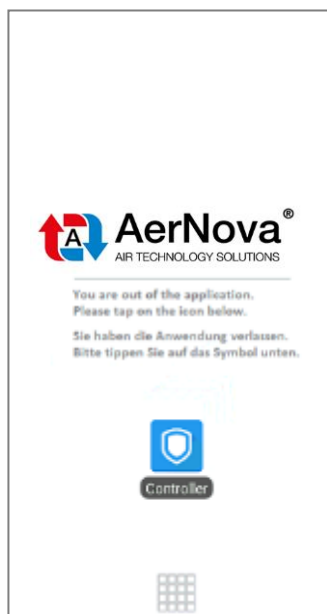 A AerNova®
AIR TECHNOLOGY SOLUTIONS
You are out of the application.
Please tap on the icon below.
Sie haben die Anwendung verlassen.
Bitte tippen Sie auf das Symbol unten.
Controller